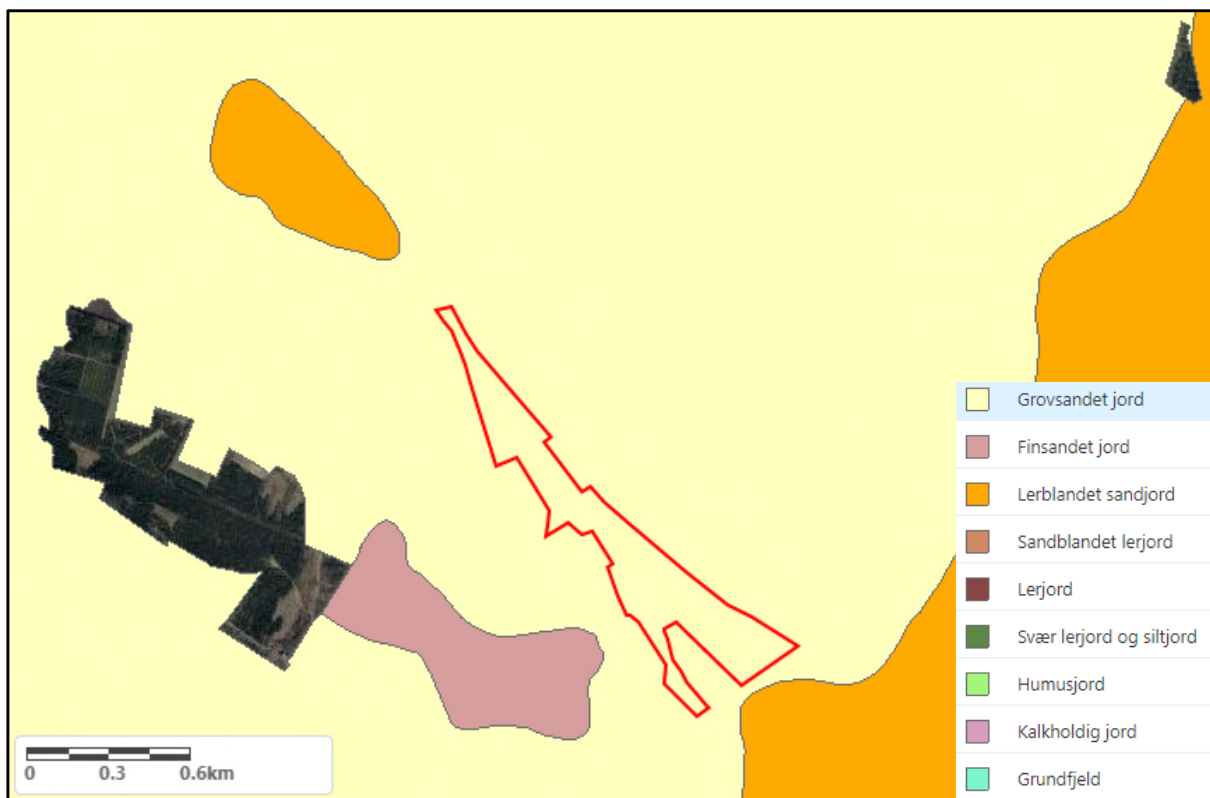 Grovsandet jord
Finsandet jord
Lerblandet sandjord
Sandblandet lerjord
Lerjord
Svær lerjord og siltjord
Humusjord
Kalkholdig jord
Grundfjeld
0 0.3 0.6km